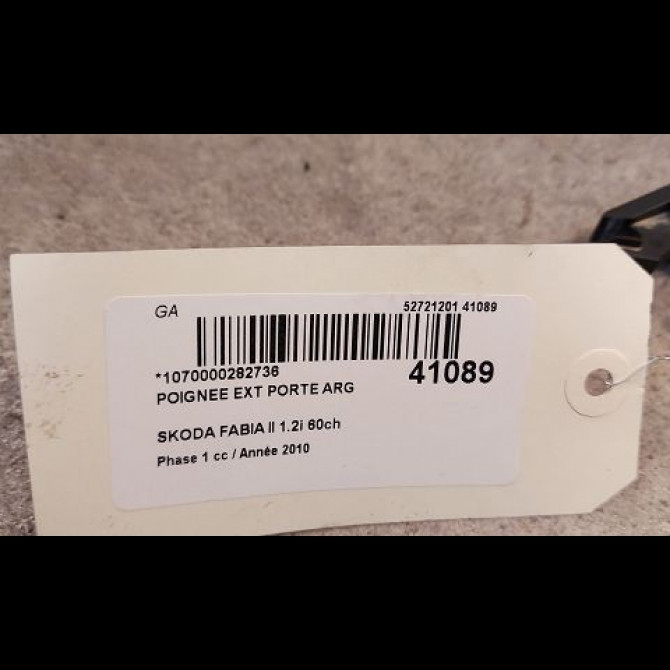 GA
52721201 41089
*1070000282736
41089
POIGNEE EXT PORTE ARG
SKODA FABIA II 1.2i 60ch
Phase 1 cc / Année 2010